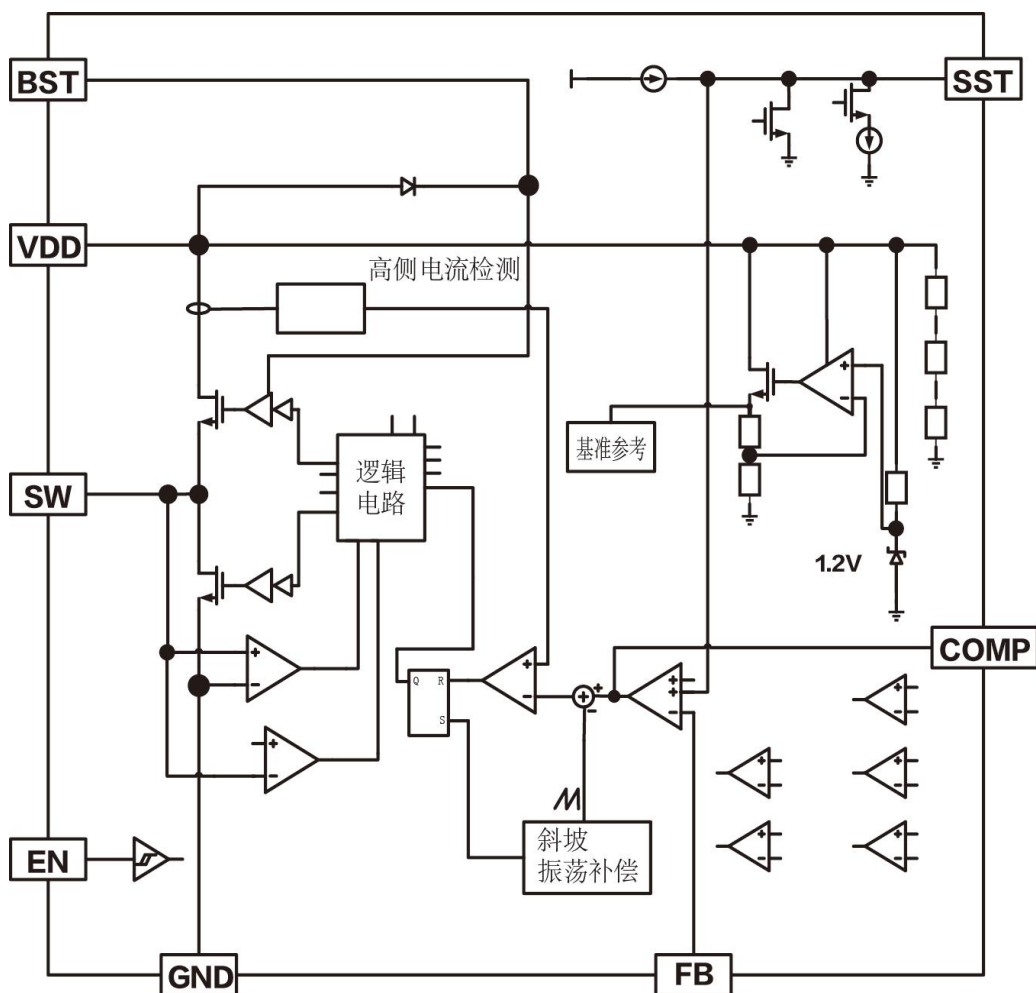 BST
SST
VDD
高侧电流检测
逻辑
电路
基准参考
SW
1.2V
COMP
Q
R
S
+
-
+
-
+
-
+
-
+
+
-
+
-
+
-
+
-
+
-
+
-
+
-
+
+
-
斜坡
振荡补偿
EN
GND
FB